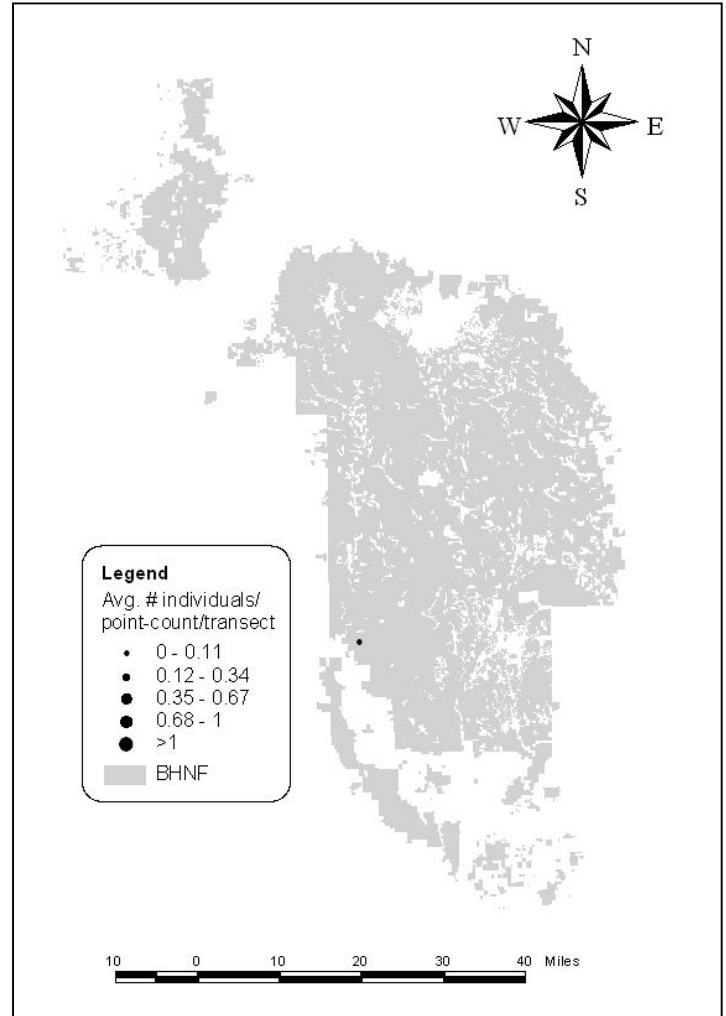 N
W E
S
Legend
Avg. # individuals/
point-count/transect
0 - 0.11
0.12 - 0.34
0.35 - 0.67
0.68 - 1
>1
BHNF
10 0 10 20 30 40 Miles